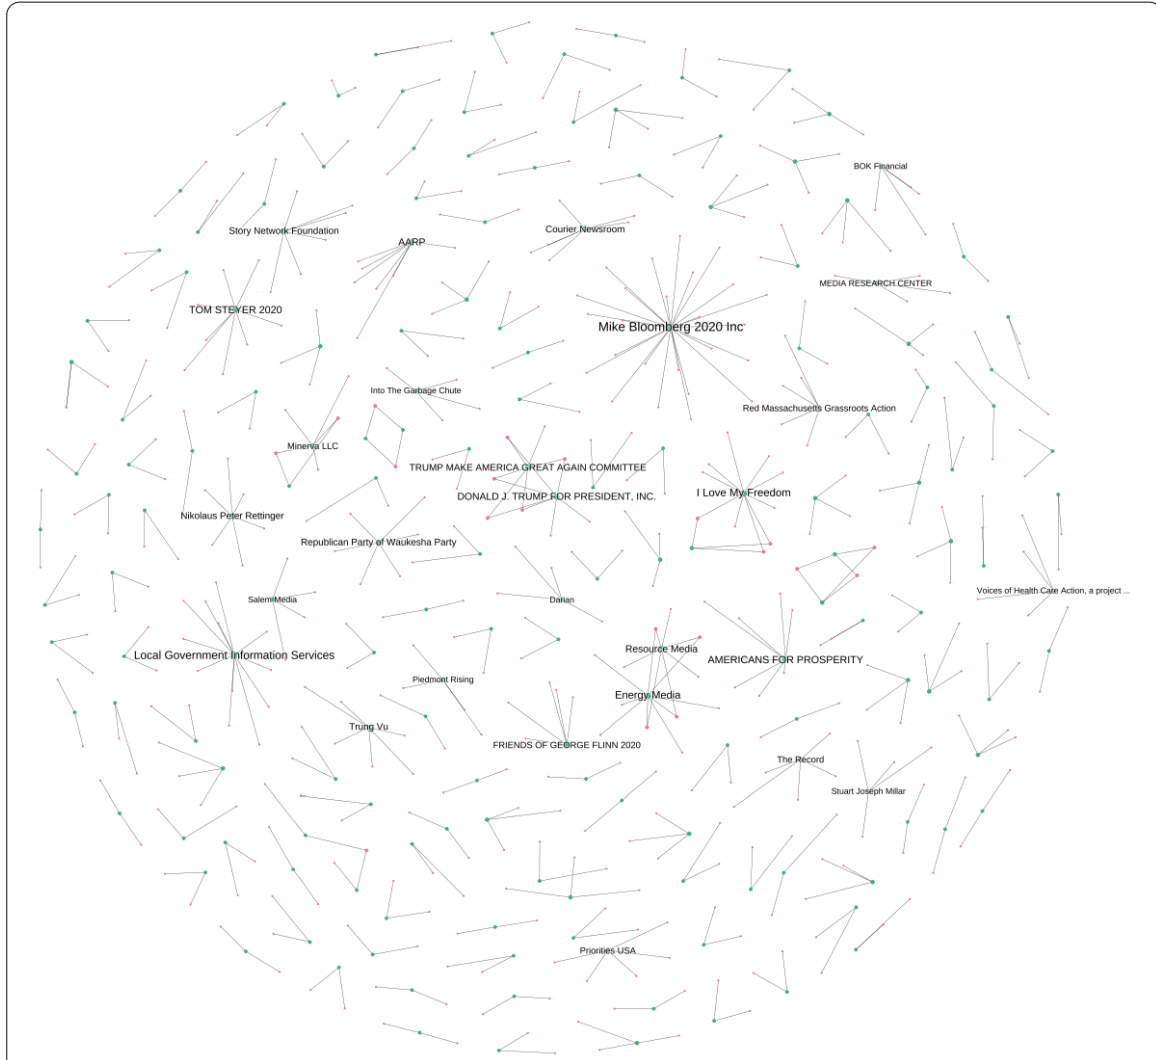 BOK Financial
Story Network Foundation
Courier Newsroom
AARP
MEDIA RESEARCH CENTER
TOM STEYER 2020
Mike Bloomberg 2020 Inc
Into The Garbage Chute
Red Massachusetts Grassroots Action
Minerva LLC
TRUMP MAKE AMERICA GREAT AGAIN COMMITTEE
I Love My Freedom
DONALD J. TRUMP FOR PRESIDENT, INC.
Nikolaus Peter Rettinger
Republican Party of Waukesha Party
Voices of Health Care Action, a project ...
Salem Media
Darian
Resource Media
Local Government Information Services
AMERICANS FOR PROSPERITY
Piedmont Rising
Energy Media
Trung Vu
FRIENDS OF GEORGE FLINN 2020
The Record
Stuart Joseph Millar
Priorities USA